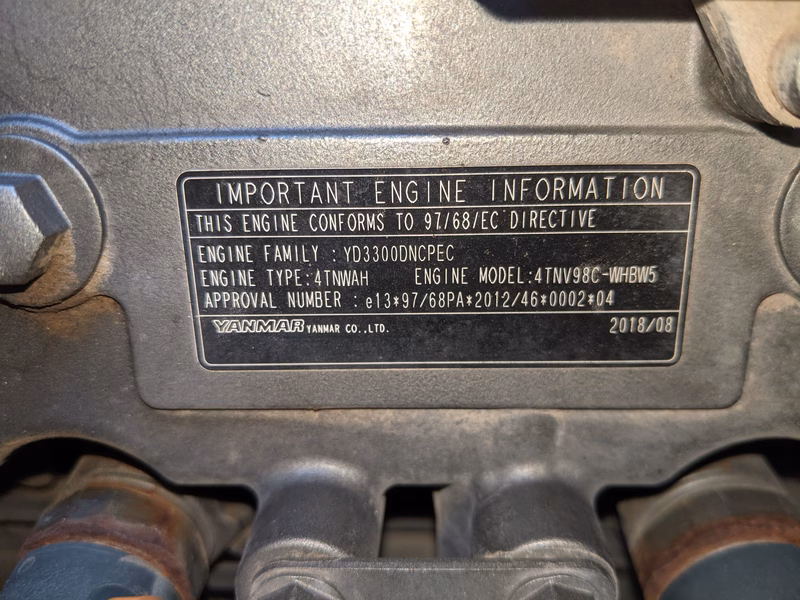 IMPORTANT ENGINE INFORMATION
THIS ENGINE CONFORMS TO 97/68/EC DIRECTIVE
ENGINE FAMILY : YD3300DNCPEC
ENGINE TYPE:4TNWAH ENGINE MODEL:4TNV98C-WHBW5
APPROVAL NUMBER : e13*97/68PA*2012/46*0002*04
YANMAR YANMAR CO.,LTD. 2018/08